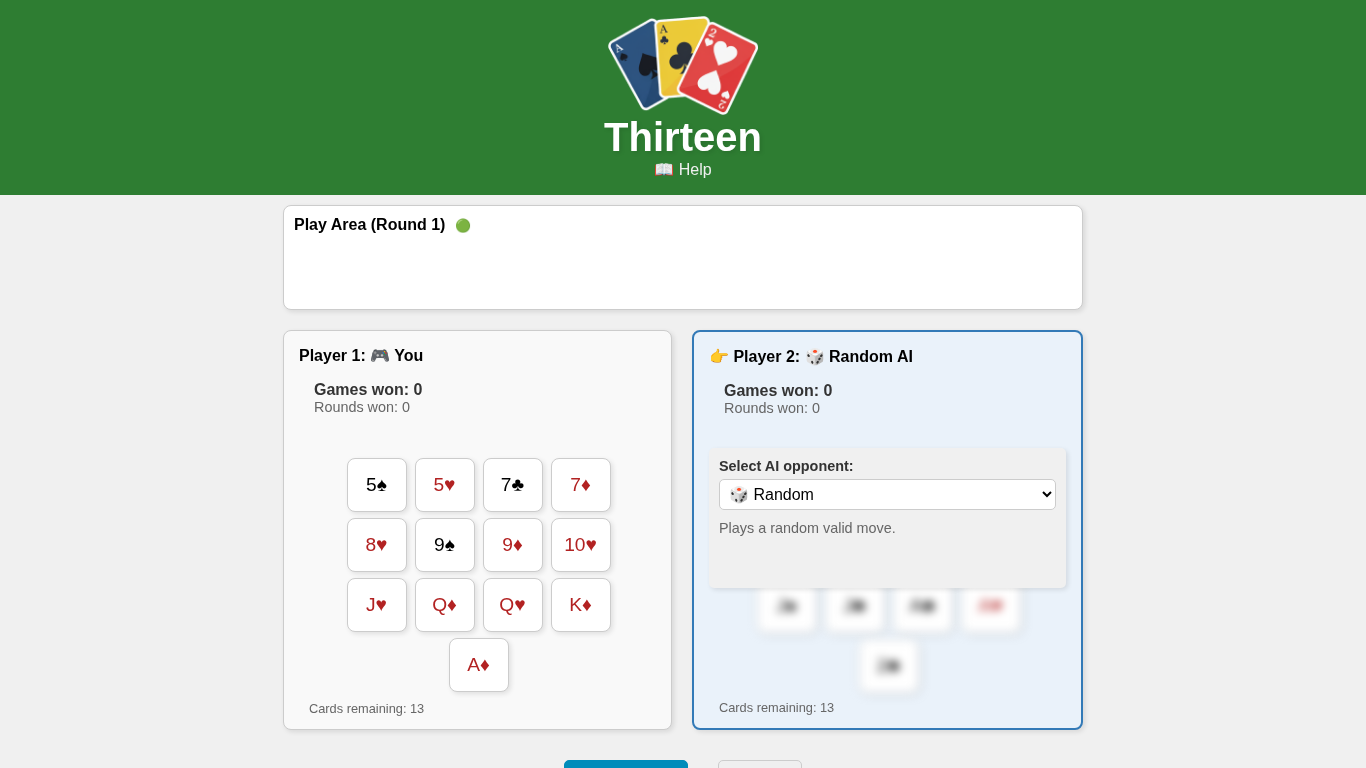 A♠
A♣
2♥
2
Thirteen
📖 Help
Play Area (Round 1) 🟢
Player 1: 🎮 You
Games won: 0
Rounds won: 0
5♠ 5♥ 7♣ 7♦
8♥ 9♠ 9♦ 10♥
J♥ Q♦ Q♥ K♦
A♦
Cards remaining: 13
👉 Player 2: 🎲 Random AI
Games won: 0
Rounds won: 0
Select AI opponent:
🎲 Random
Plays a random valid move.
Cards remaining: 13